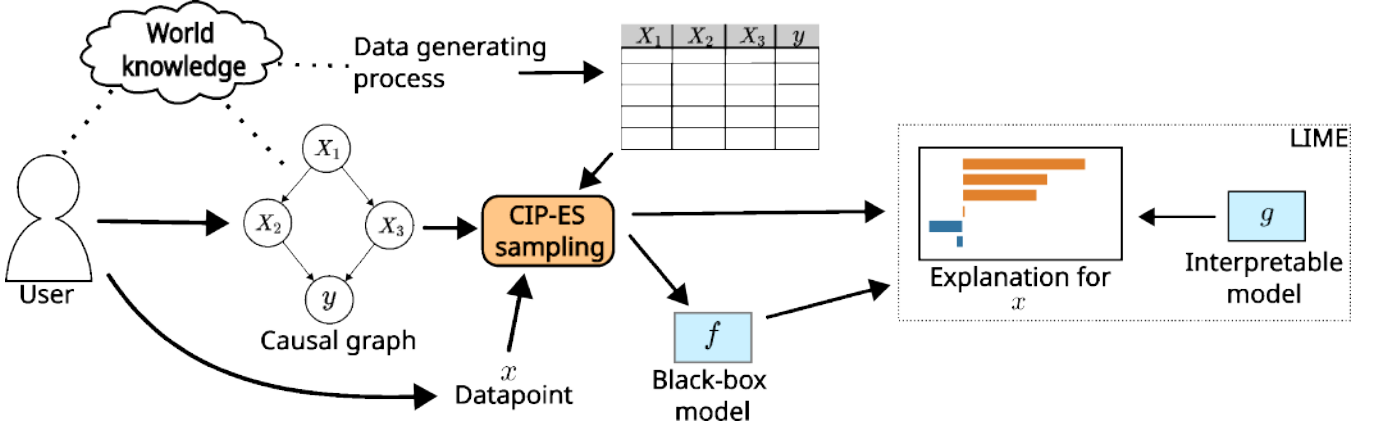 World
knowledge
Data generating
process
X₁ X₂ X₃ y
LIME
X₁
X₂
X₃
y
CIP-ES
sampling
g
User
Causal graph
Explanation for
x
Interpretable
model
f
x
Datapoint
Black-box
model